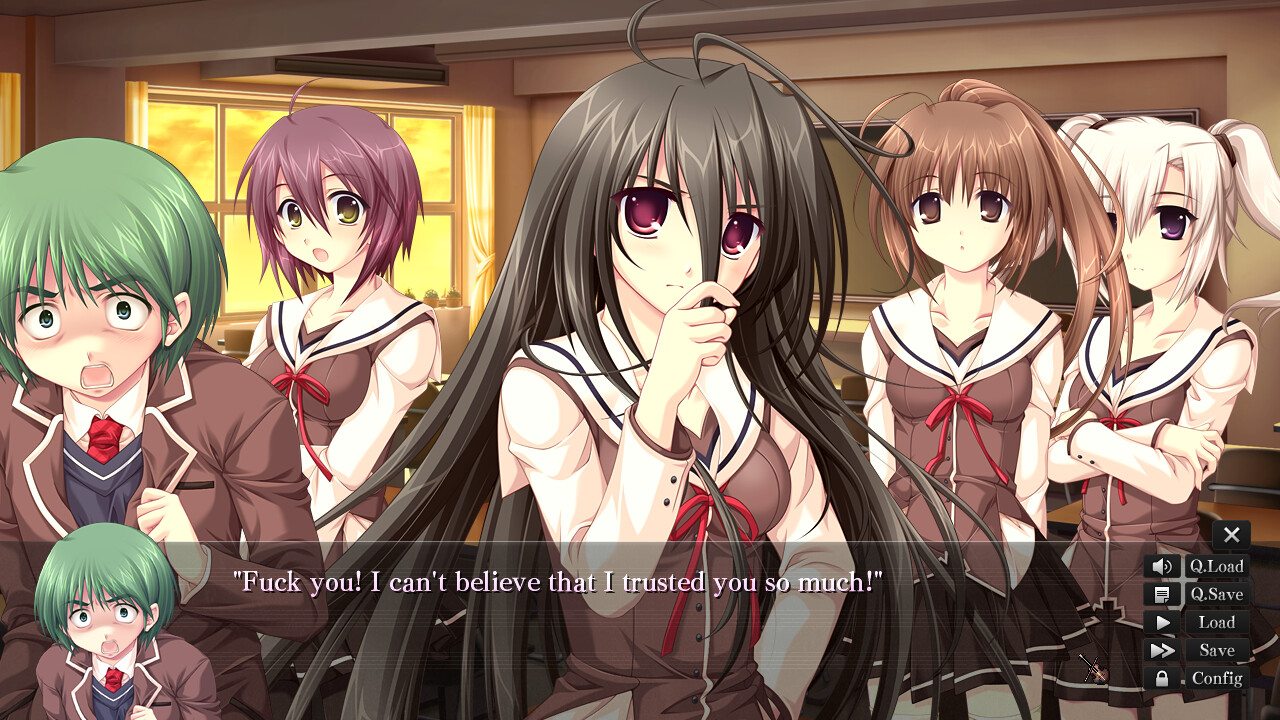 "Fuck you! I can't believe that I trusted you so much!"
Q.Load
Q.Save
Load
Save
Config